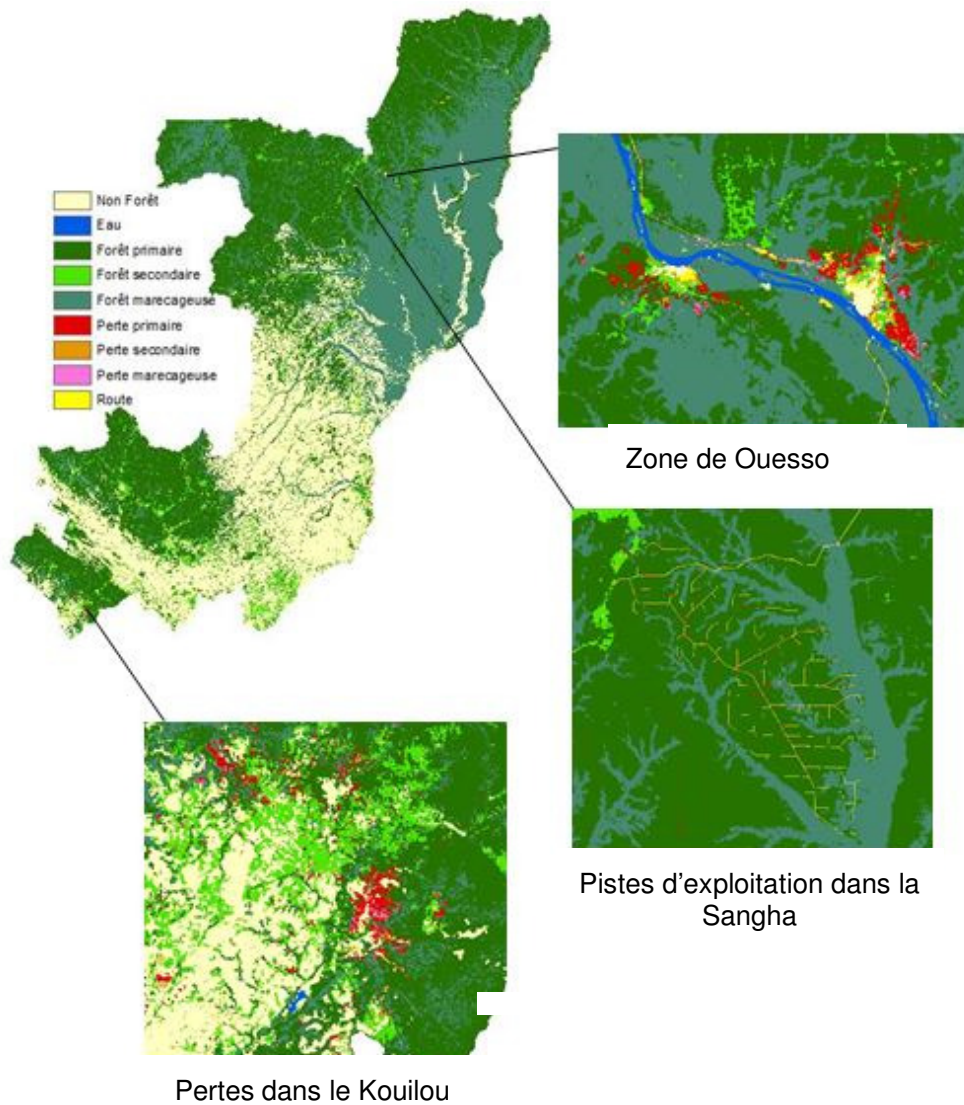 Non Forêt
Eau
Forêt primaire
Forêt secondaire
Forêt marecageuse
Perte primaire
Perte secondaire
Perte marecageuse
Route
Zone de Ouesso
Pistes d'exploitation dans la
Sangha
Pertes dans le Kouilou